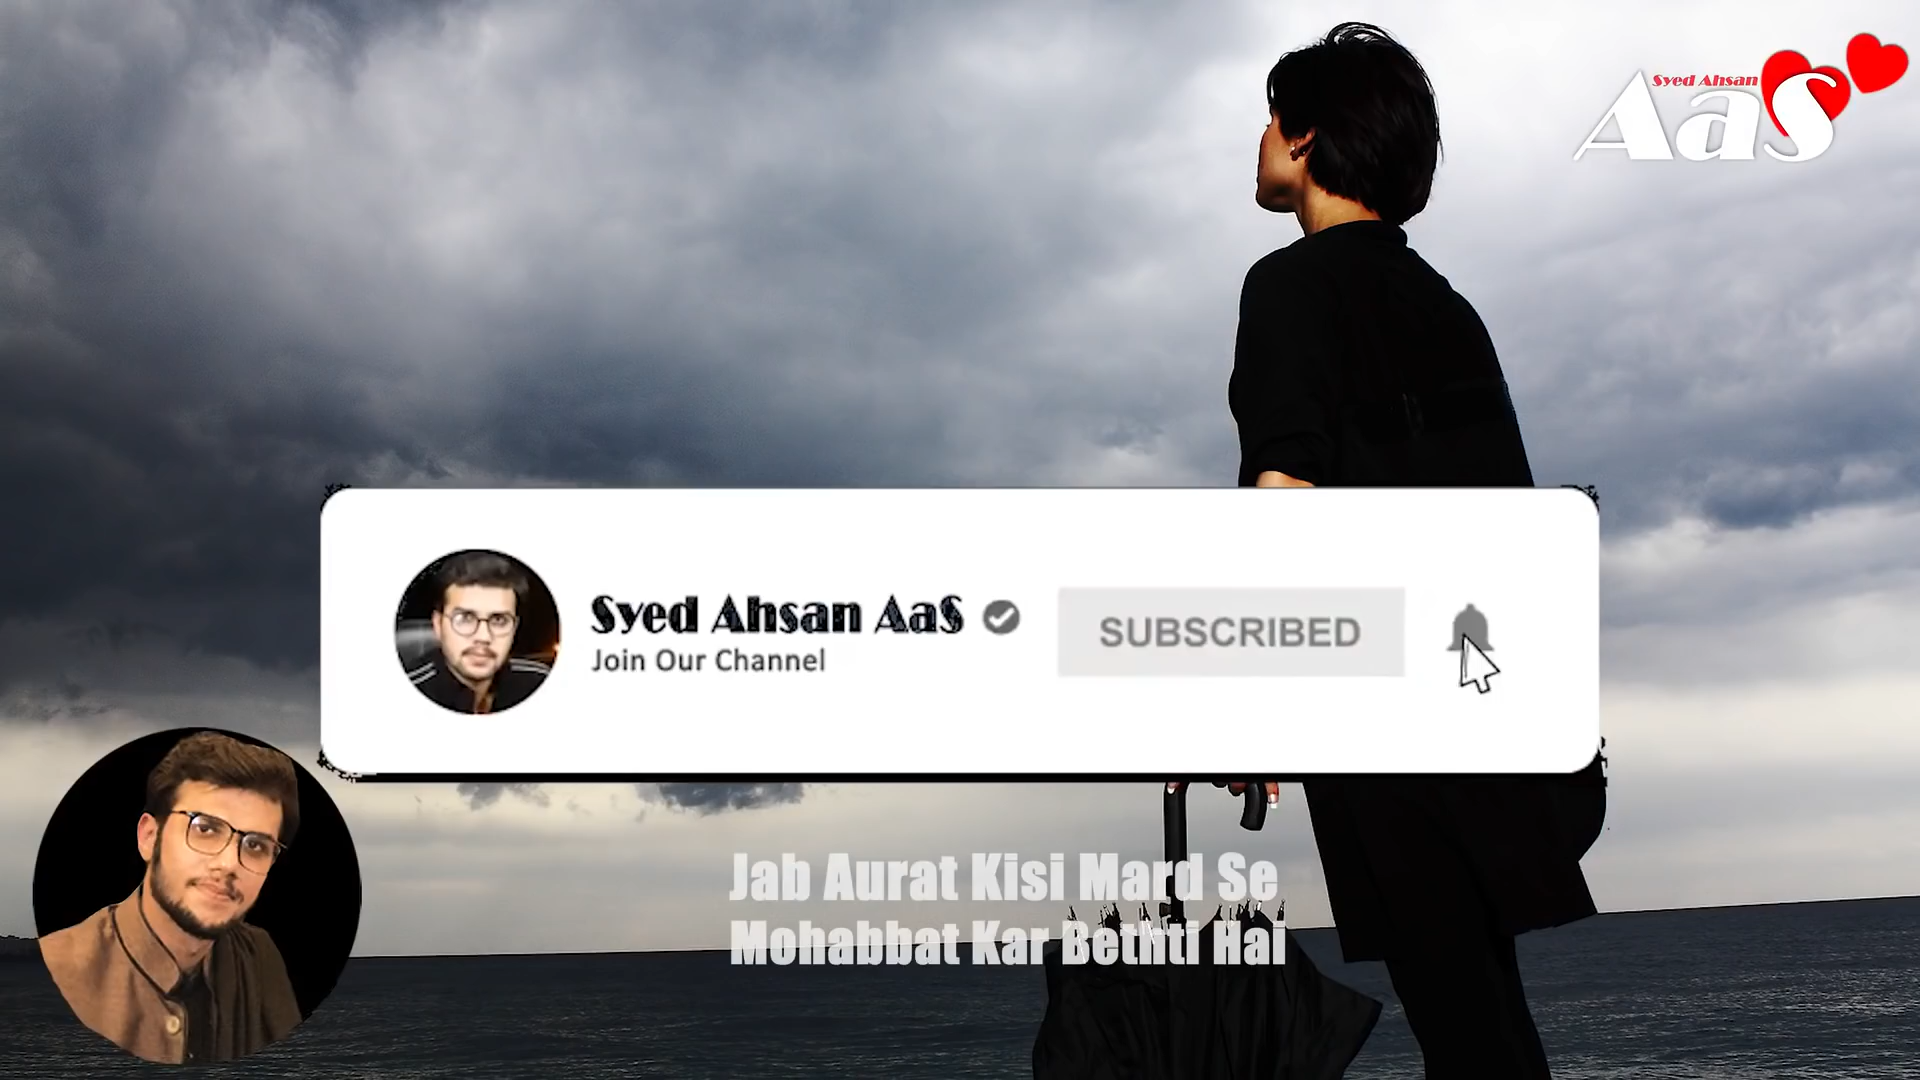 Syed Ahsan
AaS
Syed Ahsan AaS
Join Our Channel
SUBSCRIBED
Jab Aurat Kisi Mard Se
Mohabbat Kar Bethti Hai